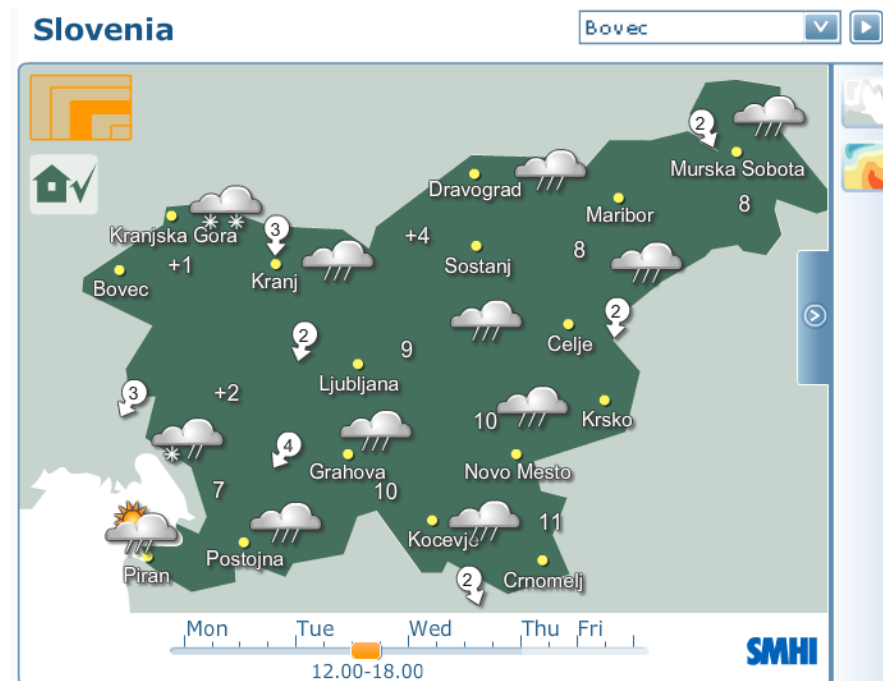 Slovenia
Bovec
2
Murska Sobota
8
Dravograd
Maribor
Kranjska Gora
3
+4
8
+1
Kranj
Sostanj
Bovec
2
2
9
Celje
Ljubljana
3
+2
10
Krsko
4
Grahova
Novo Mesto
7
10
11
Kocevje
Postojna
Piran
2
Crnomelj
Mon Tue Wed Thu Fri
12.00-18.00
SMHI